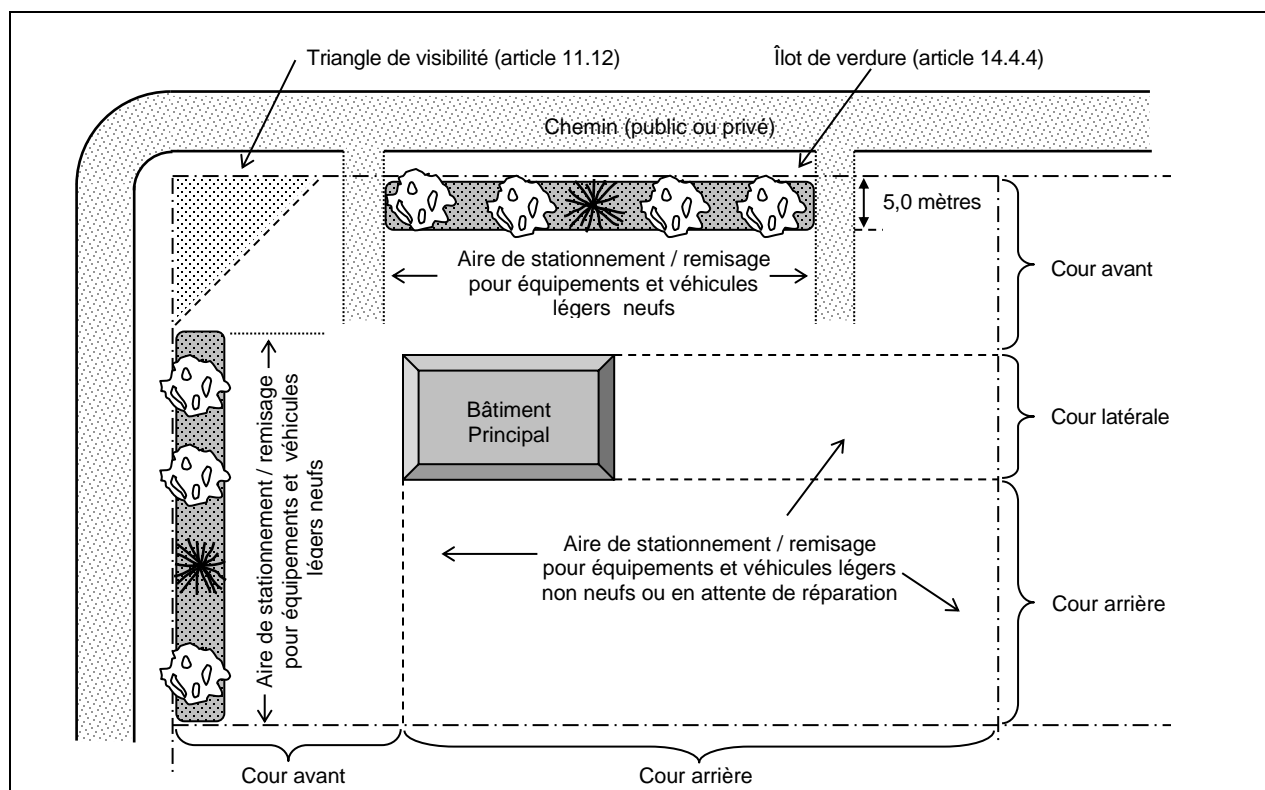 Triangle de visibilité (article 11.12)
Îlot de verdure (article 14.4.4)
Chemin (public ou privé)
5,0 mètres
Aire de stationnement / remisage
pour équipements et véhicules
légers neufs
Cour avant
Aire de stationnement / remisage
pour équipements et véhicules
légers neufs
Bâtiment
Principal
Cour latérale
Aire de stationnement / remisage
pour équipements et véhicules légers
non neufs ou en attente de réparation
Cour arrière
Cour avant
Cour arrière